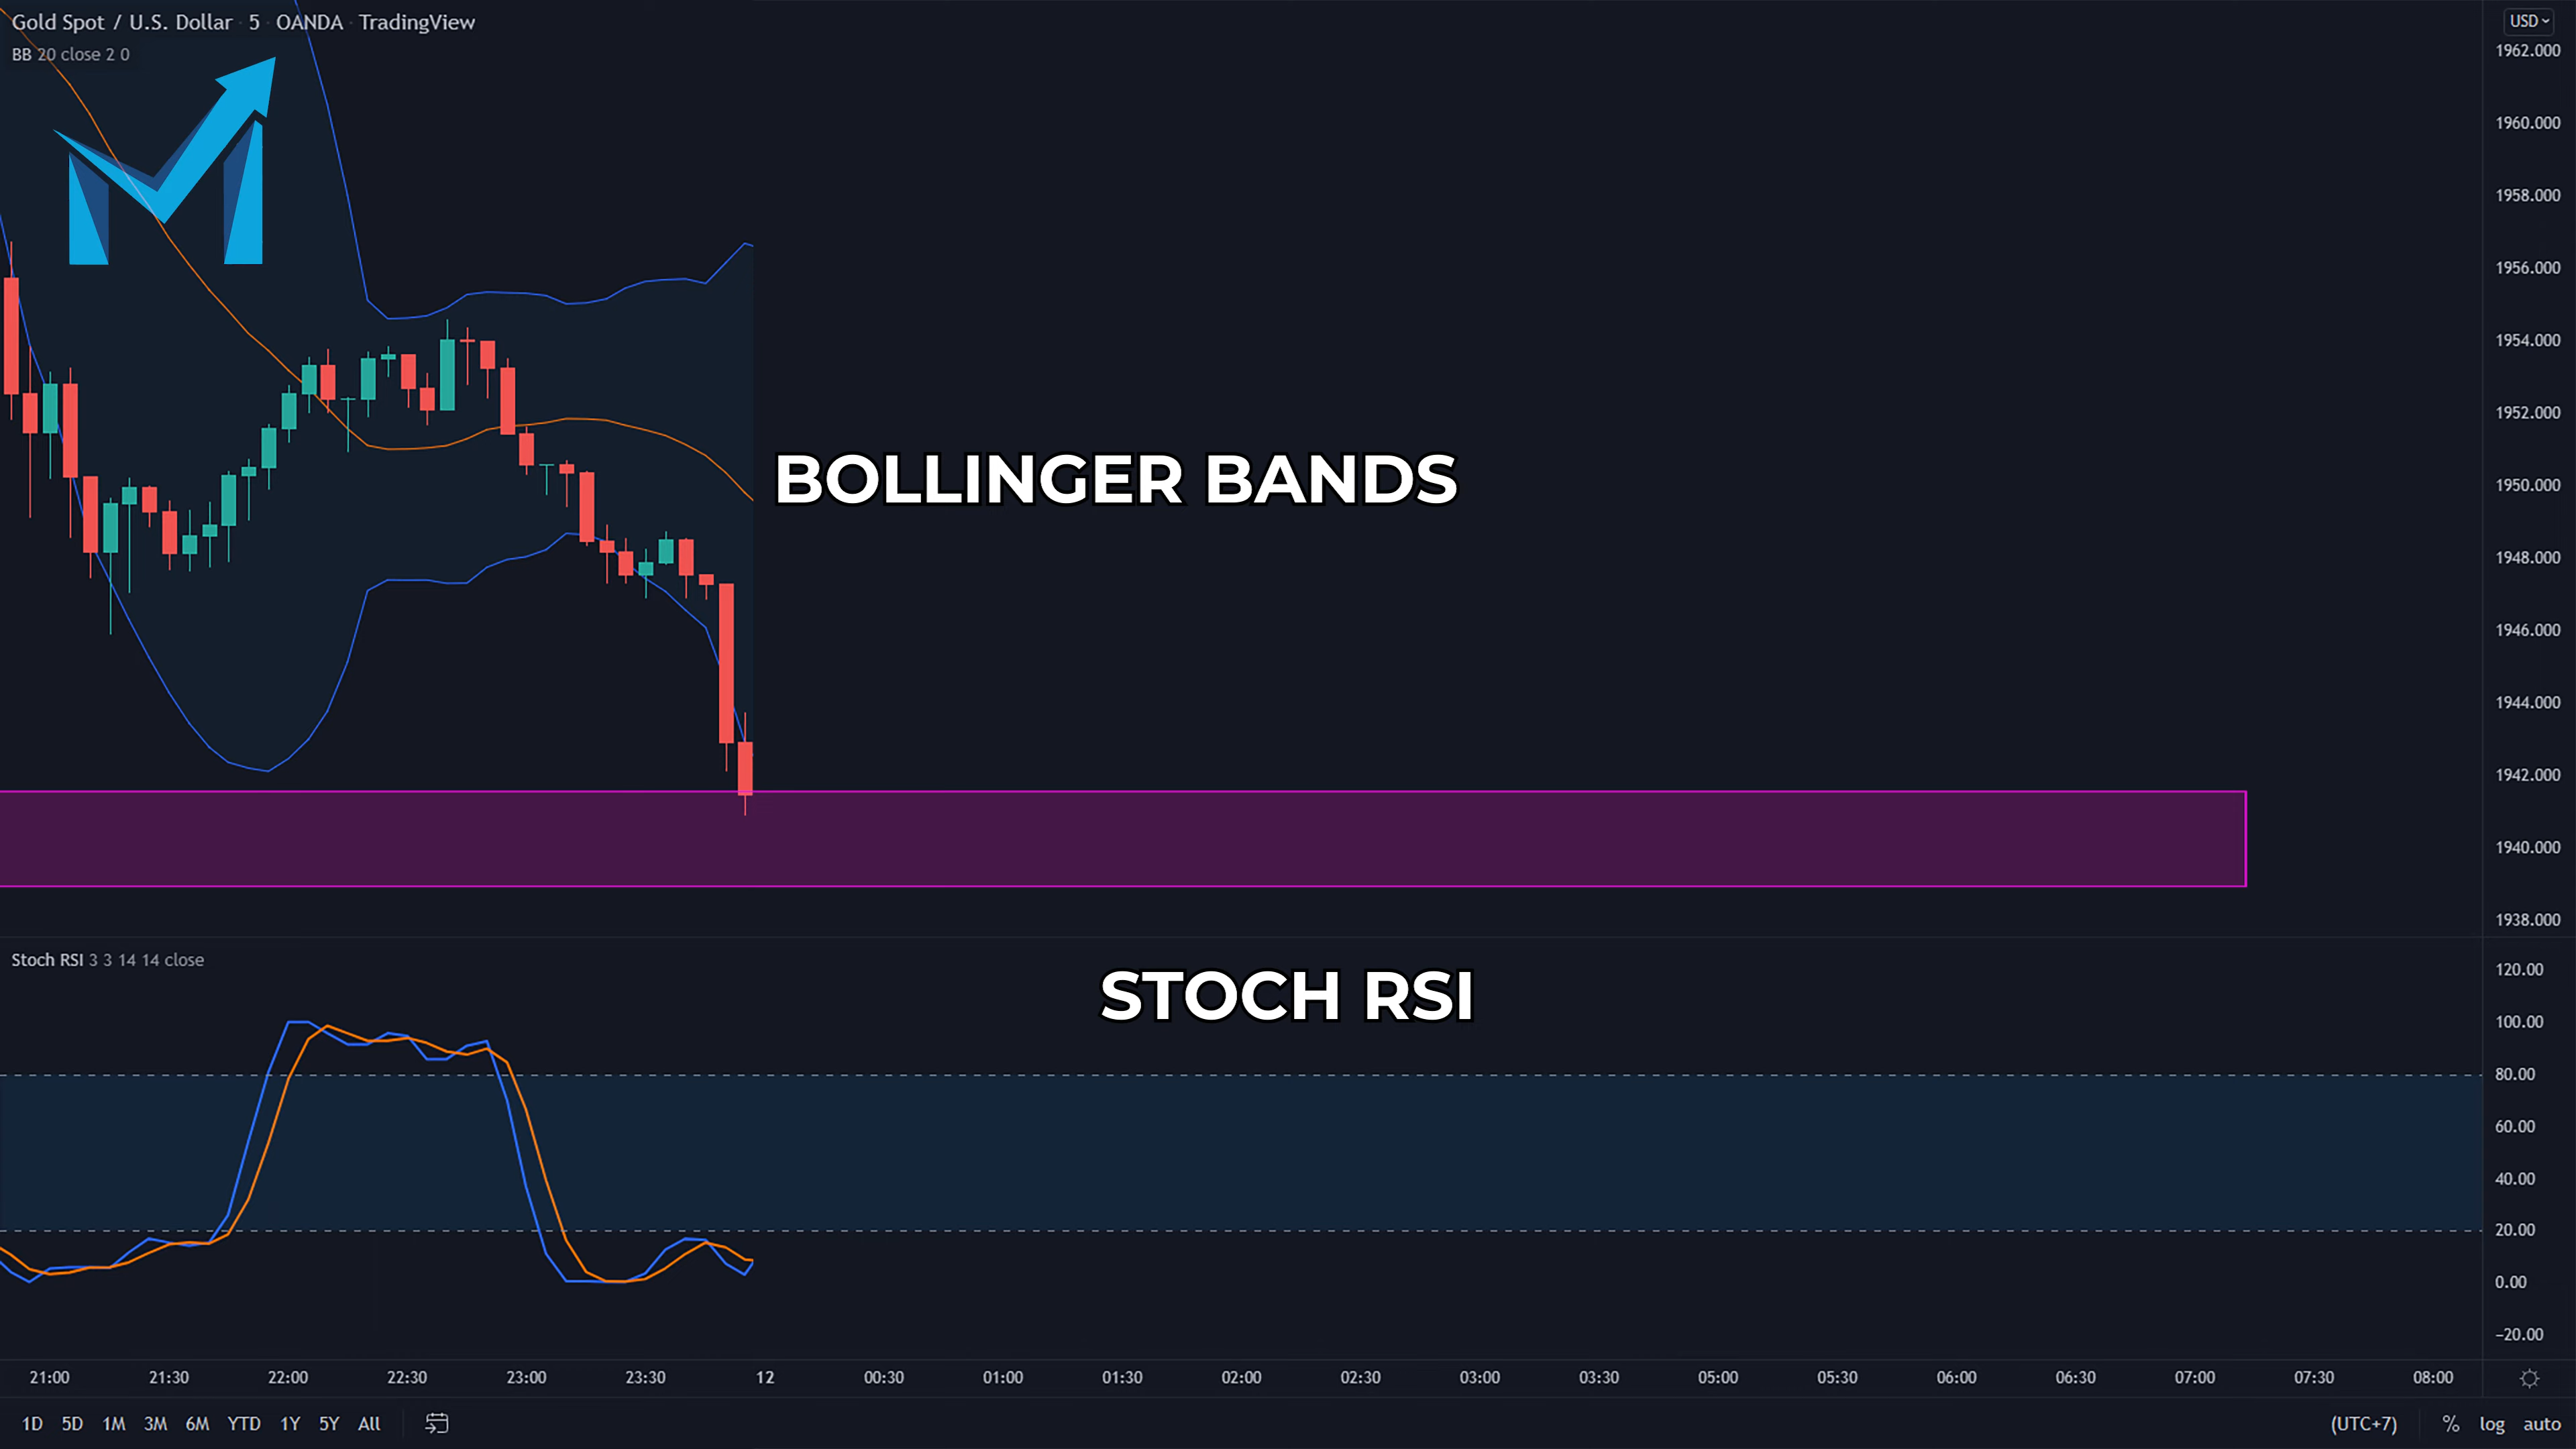 Gold Spot / U.S. Dollar · 5 · OANDA · TradingView
BB 20 close 2 0
USD
1962.000
1960.000
1958.000
1956.000
1954.000
1952.000
1950.000
1948.000
1946.000
1944.000
1942.000
1940.000
1938.000
BOLLINGER BANDS
Stoch RSI 3 3 14 14 close
STOCH RSI
120.00
100.00
80.00
60.00
40.00
20.00
0.00
−20.00
21:00 21:30 22:00 22:30 23:00 23:30 12 00:30 01:00 01:30 02:00 02:30 03:00 03:30 05:00 05:30 06:00 06:30 07:00 07:30 08:00
1D 5D 1M 3M 6M YTD 1Y 5Y All (UTC+7) % log auto